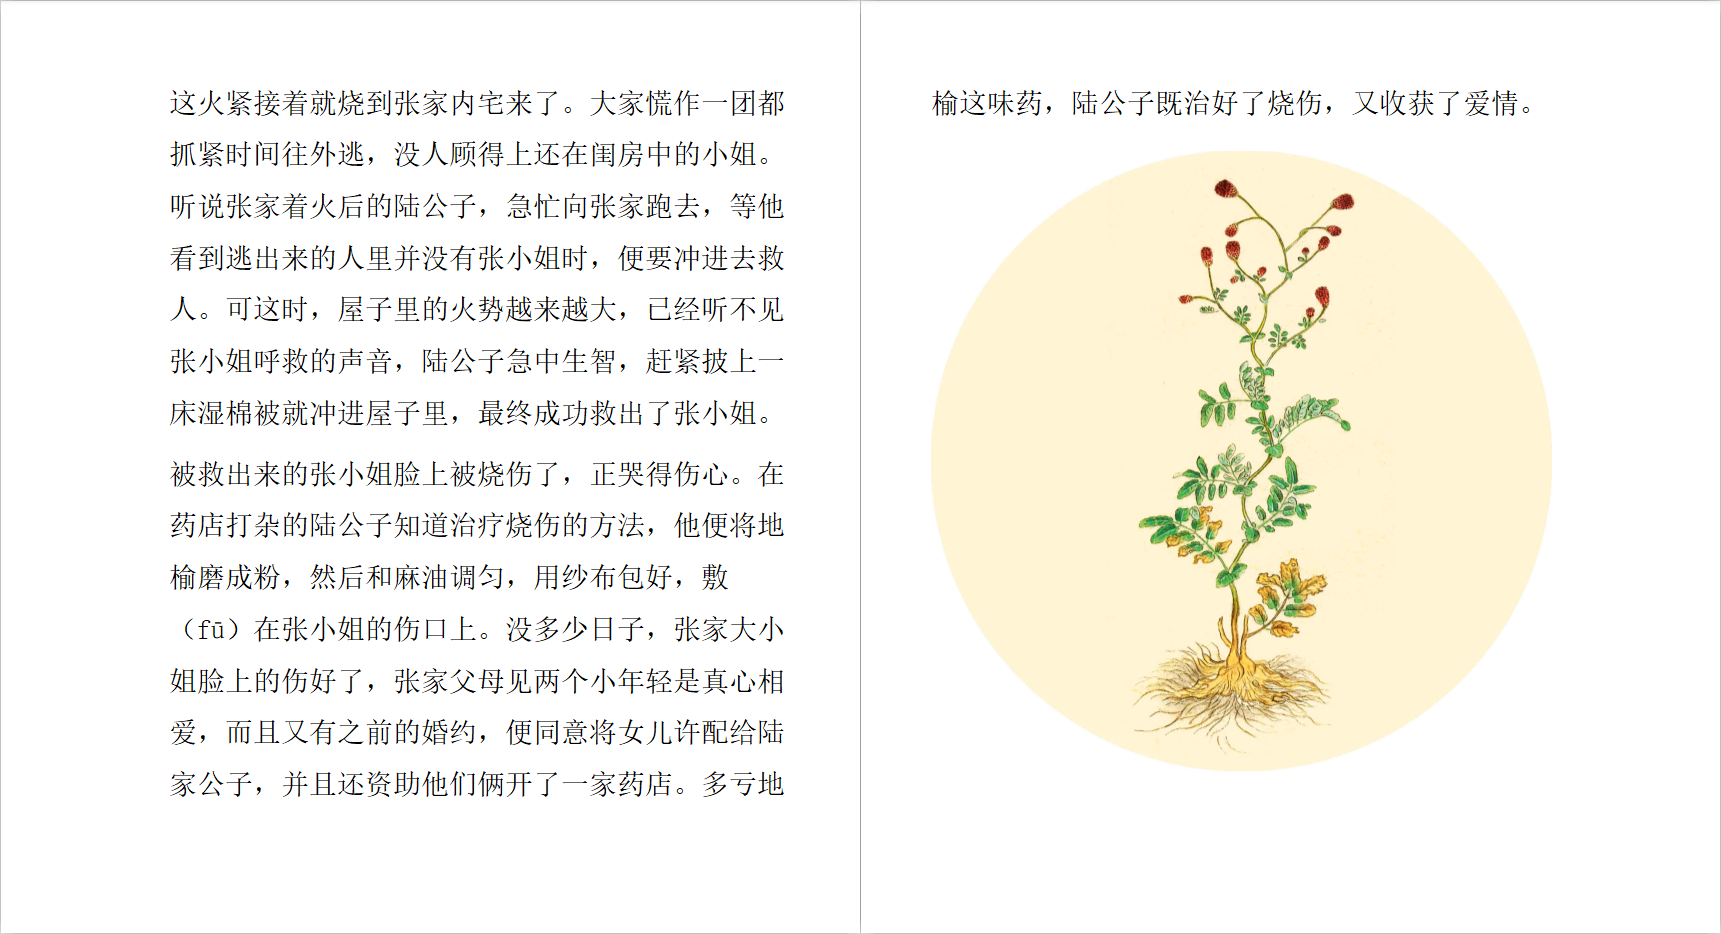 这火紧接着就烧到张家内宅来了。大家慌作一团都
抓紧时间往外逃，没人顾得上还在闺房中的小姐。
听说张家着火后的陆公子，急忙向张家跑去，等他
看到逃出来的人里并没有张小姐时，便要冲进去救
人。可这时，屋子里的火势越来越大，已经听不见
张小姐呼救的声音，陆公子急中生智，赶紧披上一
床湿棉被就冲进屋子里，最终成功救出了张小姐。
被救出来的张小姐脸上被烧伤了，正哭得伤心。在
药店打杂的陆公子知道治疗烧伤的方法，他便将地
榆磨成粉，然后和麻油调匀，用纱布包好，敷
（fū）在张小姐的伤口上。没多少日子，张家大小
姐脸上的伤好了，张家父母见两个小年轻是真心相
爱，而且又有之前的婚约，便同意将女儿许配给陆
家公子，并且还资助他们俩开了一家药店。多亏地
榆这味药，陆公子既治好了烧伤，又收获了爱情。